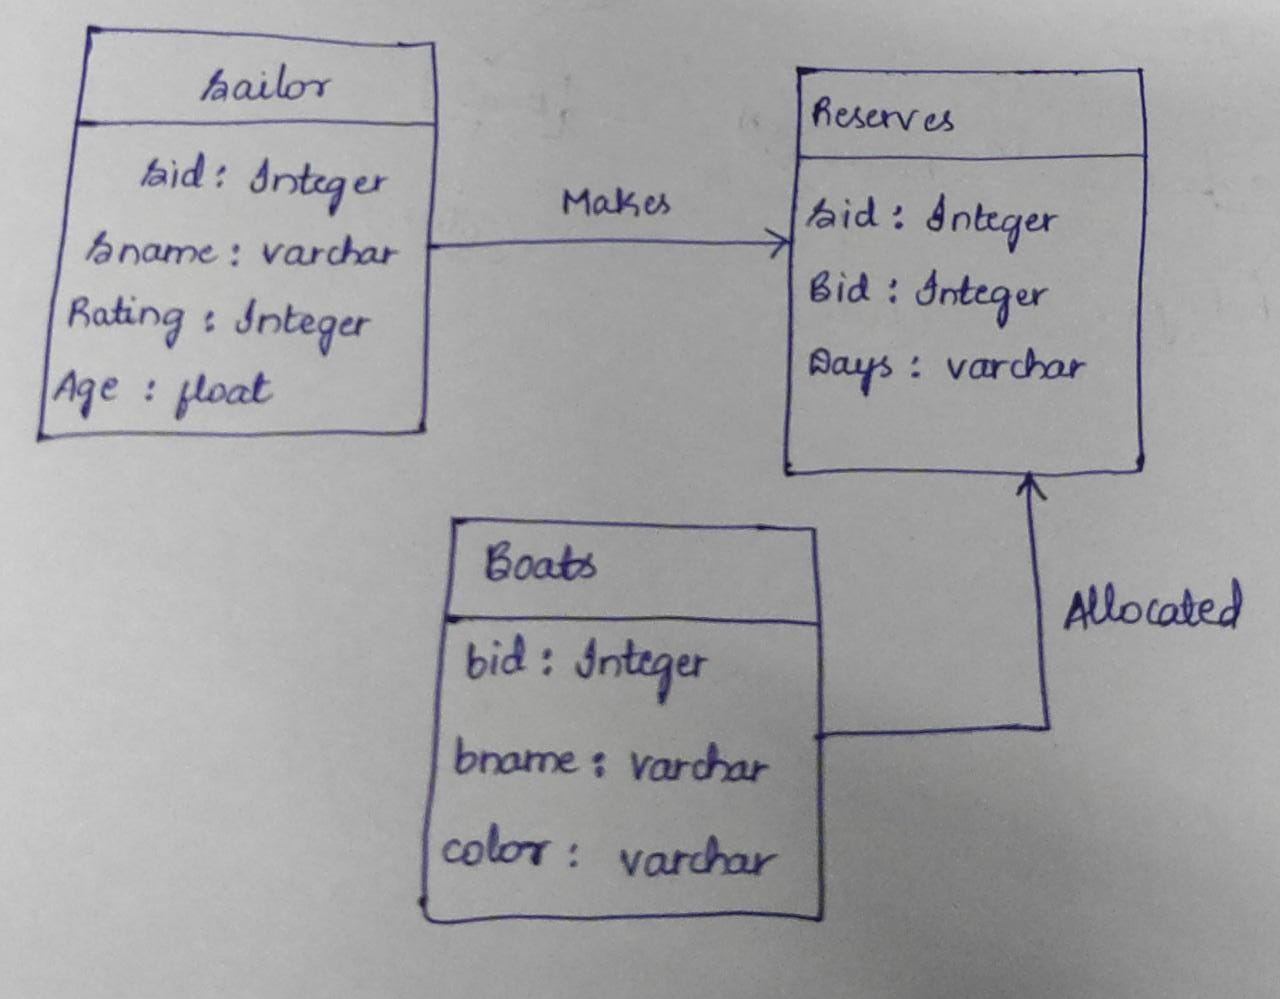 sailor
sid : Integer
sname : varchar
Rating : Integer
Age : float
Makes
Reserves
sid : Integer
Bid : Integer
Days : varchar
Boats
bid : Integer
bname : varchar
color : varchar
Allocated